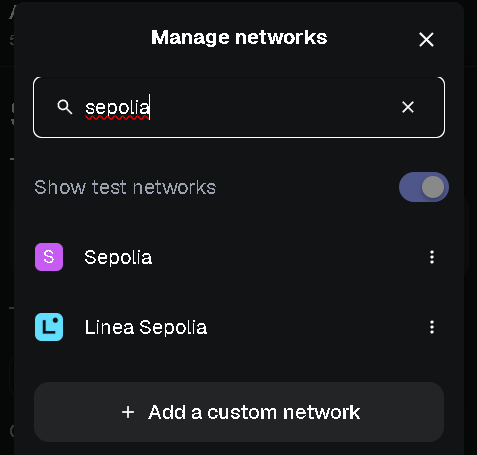 Manage networks
sepolia
Show test networks
S Sepolia
L Linea Sepolia
+ Add a custom network